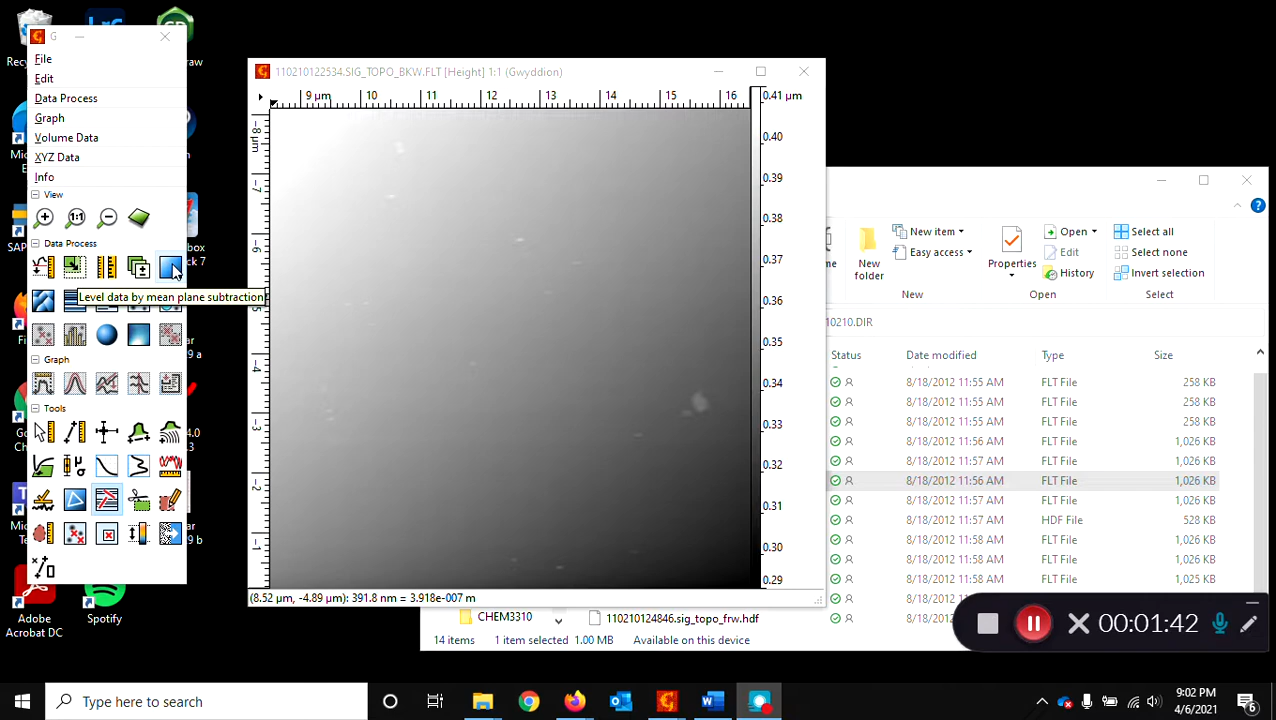 G
File
Edit
Data Process
Graph
Volume Data
XYZ Data
Info
View
Data Process
Level data by mean plane subtraction
Graph
Tools
110210122534.SIG_TOPO_BKW.FLT [Height] 1:1 (Gwyddion)
9 µm 10 11 12 13 14 15 16
0.41 µm
0.40
0.39
0.38
0.37
0.36
0.35
0.34
0.33
0.32
0.31
0.30
0.29
-8 µm
-7
-6
-4
-3
-2
-1
(8.52 µm, -4.89 µm): 391.8 nm = 3.918e-007 m
New item
Easy access
New folder
New
Properties
Open
Edit
History
Open
Select all
Select none
Invert selection
Select
10210.DIR
Status Date modified Type Size
8/18/2012 11:55 AM FLT File 258 KB
8/18/2012 11:55 AM FLT File 258 KB
8/18/2012 11:55 AM FLT File 258 KB
8/18/2012 11:56 AM FLT File 1,026 KB
8/18/2012 11:57 AM FLT File 1,026 KB
8/18/2012 11:56 AM FLT File 1,026 KB
8/18/2012 11:57 AM FLT File 1,026 KB
8/18/2012 11:57 AM HDF File 528 KB
8/18/2012 11:58 AM FLT File 1,026 KB
8/18/2012 11:58 AM FLT File 1,026 KB
8/18/2012 11:58 AM FLT File 1,025 KB
CHEM3310
110210124846.sig_topo_frw.hdf
14 items 1 item selected 1.00 MB Available on this device
00:01:42
Adobe Acrobat DC
Spotify
Type here to search
9:02 PM
4/6/2021
6